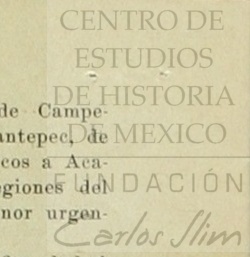 CENTRO DE
ESTUDIOS
DE HISTORIA
DE MEXICO
FUNDACIÓN
Carlos Slim
de Campe-
antepec, de
cos a Aca-
egiones del
nor urgen-